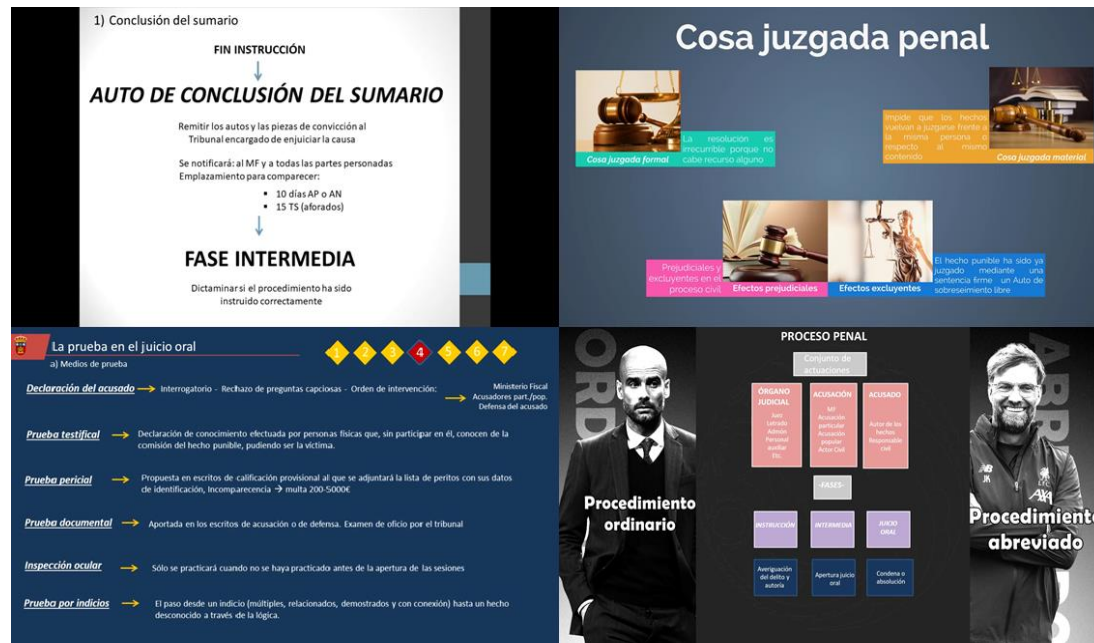 1) Conclusión del sumario
FIN INSTRUCCIÓN
AUTO DE CONCLUSIÓN DEL SUMARIO
Remitir los autos y las piezas de convicción al
Tribunal encargado de enjuiciar la causa
Se notificará: al MF y a todas las partes personadas
Emplazamiento para comparecer:
▪ 10 días AP o AN
▪ 15 TS (aforados)
FASE INTERMEDIA
Dictaminar si el procedimiento ha sido
instruido correctamente
Cosa juzgada penal
La resolución es
irrecurrible porque no
cabe recurso alguno
Cosa juzgada formal
Impide que los hechos
vuelvan a juzgarse frente a
la misma persona o
respecto al mismo
contenido
Cosa juzgada material
Prejudiciales y
excluyentes en el
proceso civil
Efectos prejudiciales
Efectos excluyentes
El hecho punible ha sido ya
juzgado mediante una
sentencia firme un Auto de
sobreseimiento libre
La prueba en el juicio oral
1 2 3 4 5 6 7
a) Medios de prueba
Declaración del acusado → Interrogatorio - Rechazo de preguntas capciosas - Orden de intervención: →
Ministerio Fiscal
Acusadores part./pop.
Defensa del acusado
Prueba testifical → Declaración de conocimiento efectuada por personas físicas que, sin participar en él, conocen de la
comisión del hecho punible, pudiendo ser la víctima.
Prueba pericial → Propuesta en escritos de calificación provisional al que se adjuntará la lista de peritos con sus datos
de identificación, Incomparecencia → multa 200-5000€
Prueba documental → Aportada en los escritos de acusación o de defensa. Examen de oficio por el tribunal
Inspección ocular → Sólo se practicará cuando no se haya practicado antes de la apertura de las sesiones
Prueba por indicios → El paso desde un indicio (múltiples, relacionados, demostrados y con conexión) hasta un hecho
desconocido a través de la lógica.
ORD
Procedimiento
ordinario
PROCESO PENAL
Conjunto de
actuaciones
ÓRGANO
JUDICIAL
Juez
Letrado
Admón
Personal
auxiliar
Etc.
ACUSACIÓN
MF
Acusación
particular
Acusación
popular
Actor Civil
ACUSADO
Autor de los
hechos
Responsable
civil
-FASES-
INSTRUCCIÓN
INTERMEDIA
JUICIO
ORAL
Averiguación
del delito y
autoría
Apertura juicio
oral
Condena o
absolución
NB
JK
AXA
Procedimiento
abreviado